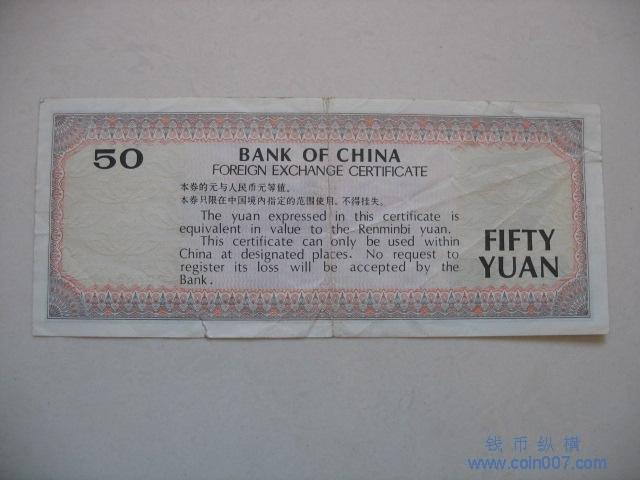 50
BANK OF CHINA
FOREIGN EXCHANGE CERTIFICATE
本券的元与人民币元等值。
本券只限在中国境内指定的范围使用。不得挂失。
The yuan expressed in this certificate is
equivalent in value to the Renminbi yuan.
This certificate can only be used within
China at designated places. No request to
register its loss will be accepted by the
Bank.
FIFTY
YUAN
钱币纵横
www.coin007.com